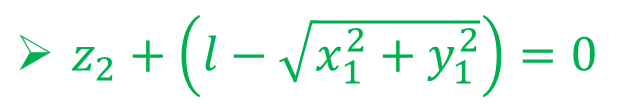 ➢ z₂ + (l − √(x₁² + y₁²)) = 0